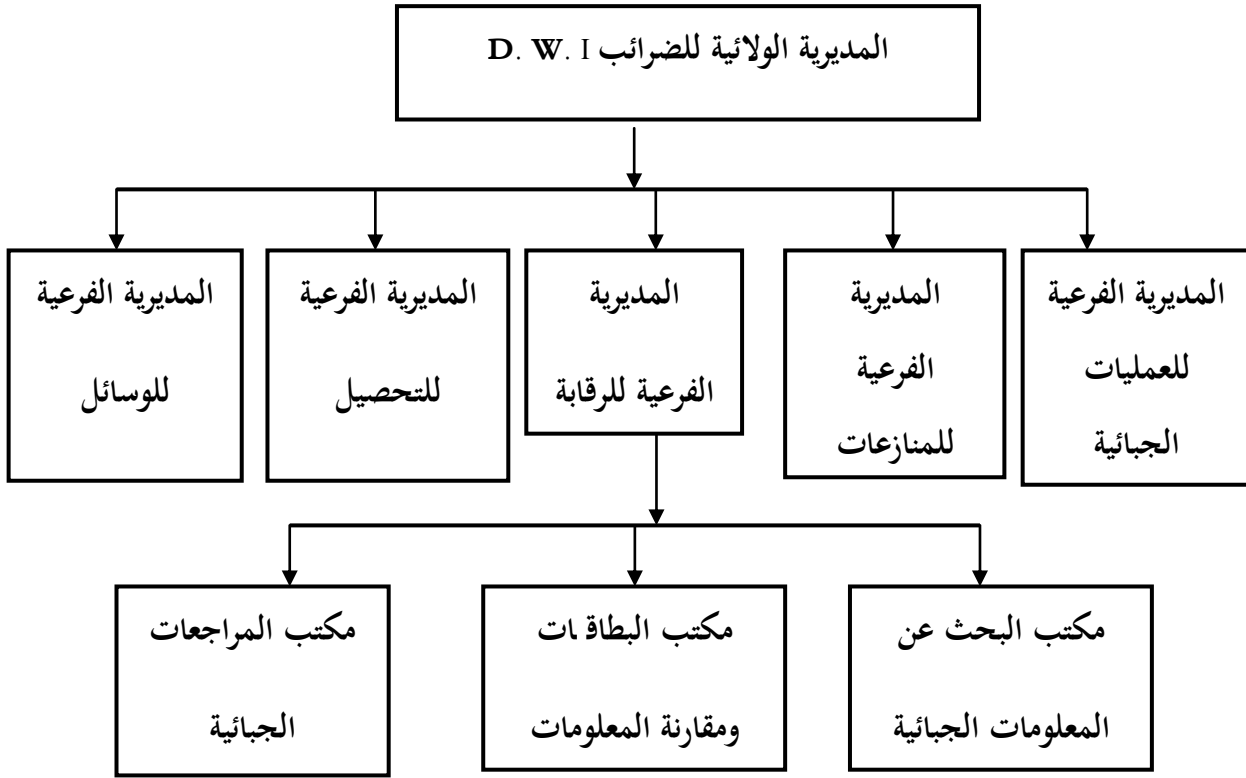 المديرية الولائية للضرائب D. W. I
المديرية الفرعية
للعمليات
الجبائية
المديرية
الفرعية
للمنازعات
المديرية
الفرعية للرقابة
المديرية الفرعية
للتحصيل
المديرية الفرعية
للوسائل
مكتب البحث عن
المعلومات الجبائية
مكتب البطاقات
ومقارنة المعلومات
مكتب المراجعات
الجبائية